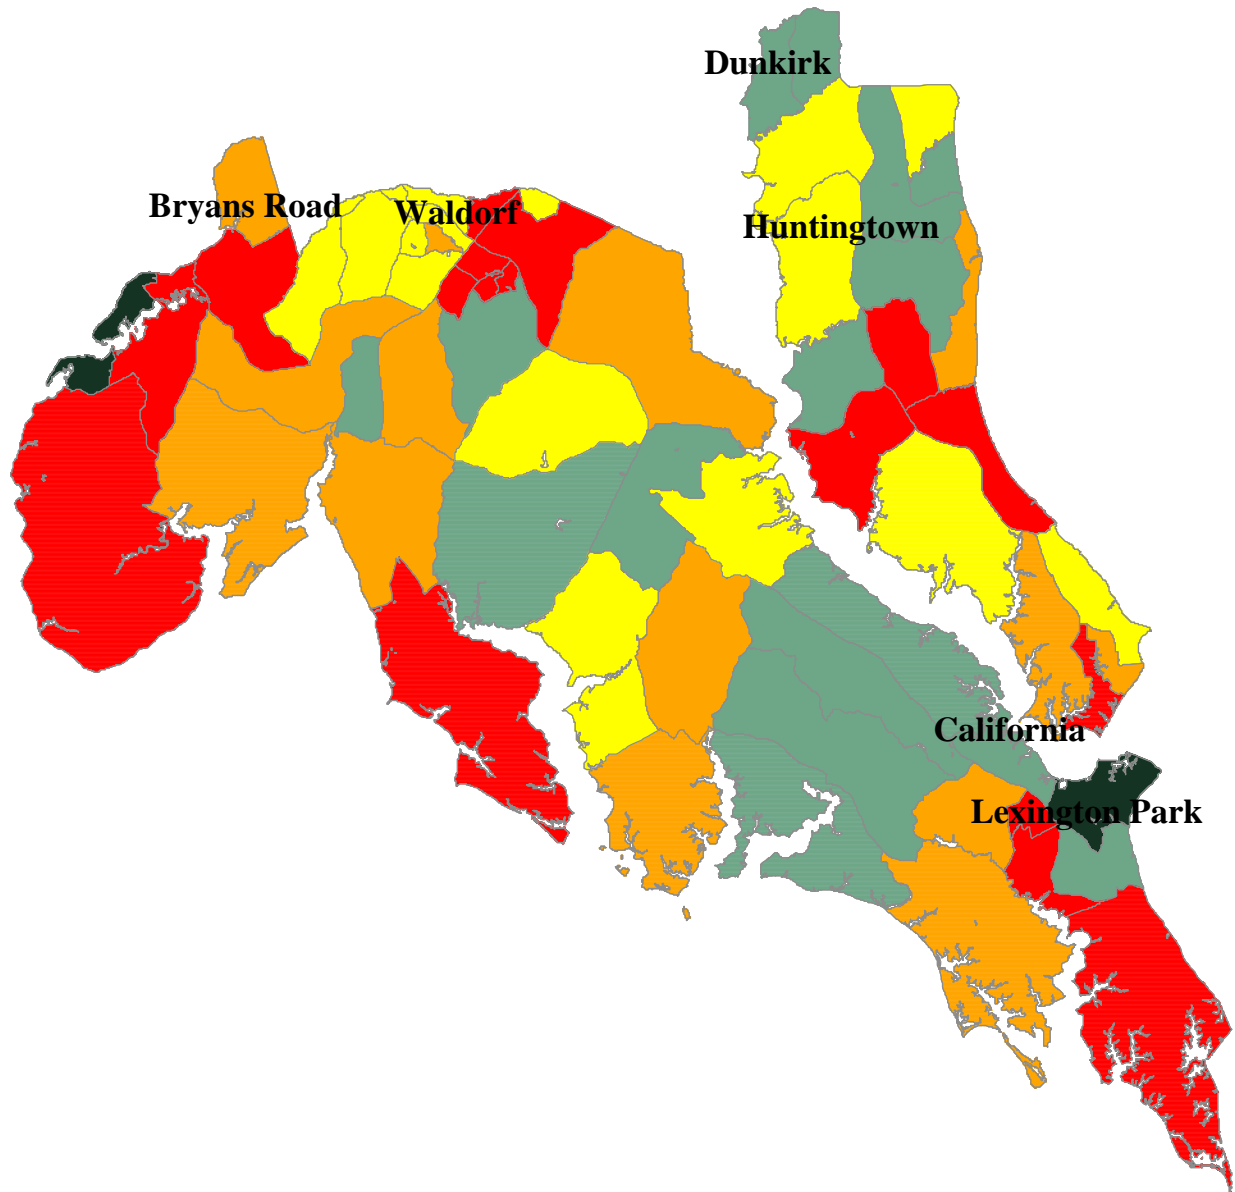 Dunkirk
Bryans Road
Waldorf
Huntingtown
California
Lexington Park